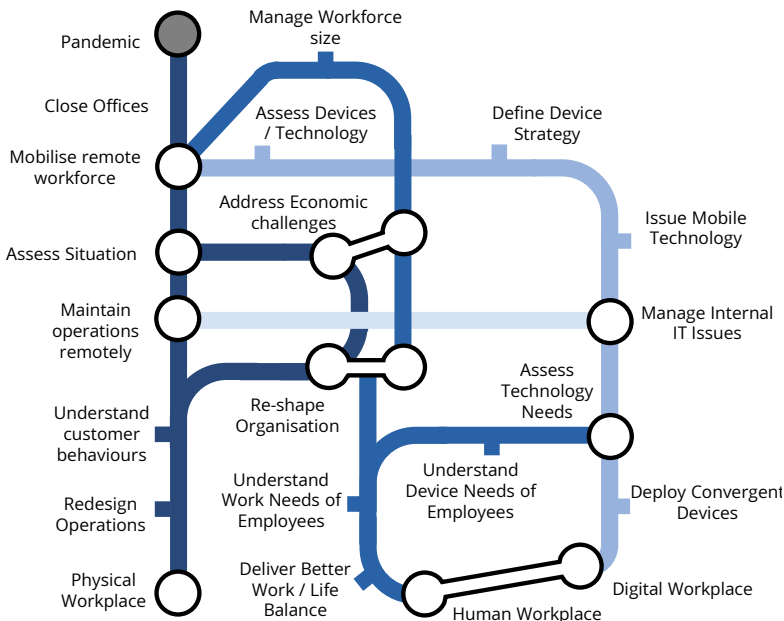 Manage Workforce
size
Pandemic
Close Offices
Assess Devices
/ Technology
Define Device
Strategy
Mobilise remote
workforce
Address Economic
challenges
Issue Mobile
Technology
Assess Situation
Maintain
operations
remotely
Manage Internal
IT Issues
Assess
Technology
Needs
Re-shape
Organisation
Understand
customer
behaviours
Understand
Work Needs of
Employees
Understand
Device Needs of
Employees
Redesign
Operations
Deploy Convergent
Devices
Physical
Workplace
Deliver Better
Work / Life
Balance
Digital Workplace
Human Workplace